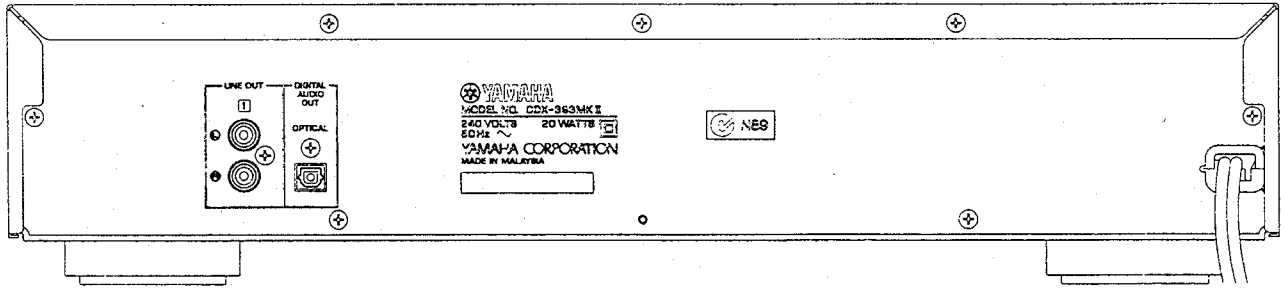 LINE OUT
1
L
R
DIGITAL
AUDIO
OUT
OPTICAL
YAMAHA
MODEL NO. CDX-393MK II
240 VOLTS 20 WATTS
50Hz ~
YAMAHA CORPORATION
MADE IN MALAYSIA
N89